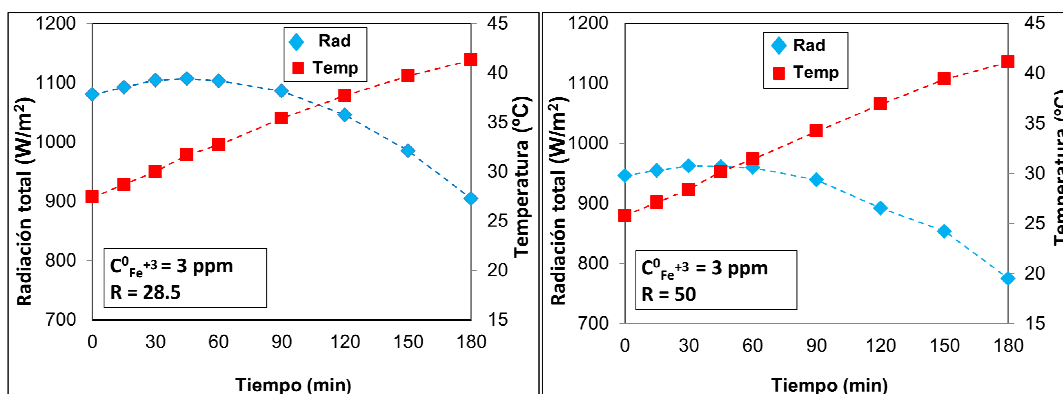 1200
1100
1000
900
800
700
Radiación total (W/m²)
Rad
Temp
45
40
35
30
25
20
15
Temperatura (ºC)
C⁰Fe⁺³ = 3 ppm
R = 28.5
0 30 60 90 120 150 180
Tiempo (min)
1200
1100
1000
900
800
700
Radiación total (W/m²)
Rad
Temp
45
40
35
30
25
20
15
Temperatura (ºC)
C⁰Fe⁺³ = 3 ppm
R = 50
0 30 60 90 120 150 180
Tiempo (min)